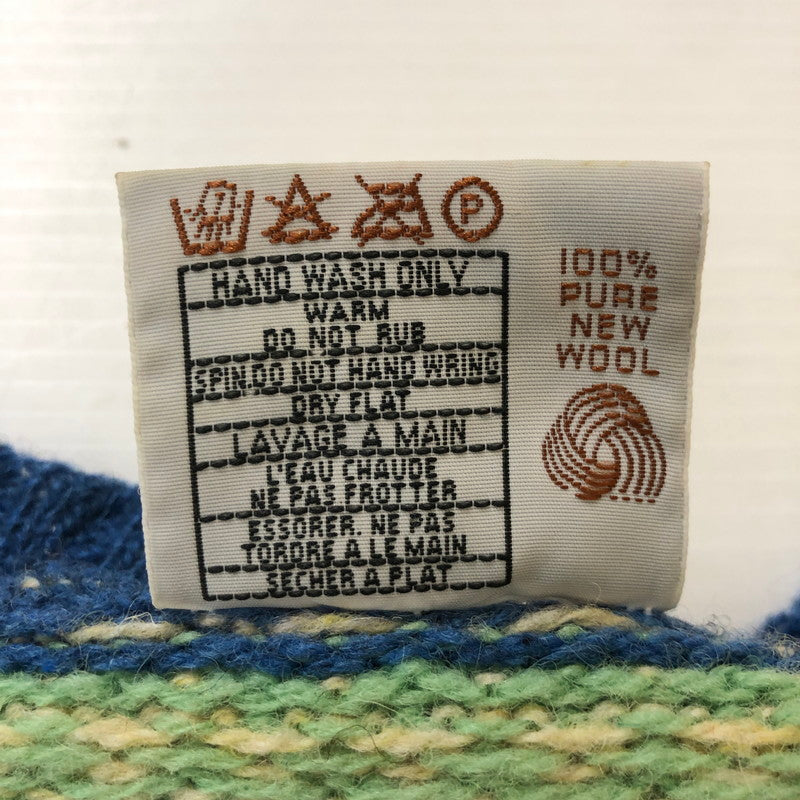 P
HAND WASH ONLY
WARM
DO NOT RUB
SPIN.DO NOT HAND WRING
DRY FLAT
LAVAGE A MAIN
L'EAU CHAUDE
NE PAS FROTTER
ESSORER. NE PAS
TORDRE A LE MAIN
SECHER A PLAT
100%
PURE
NEW
WOOL